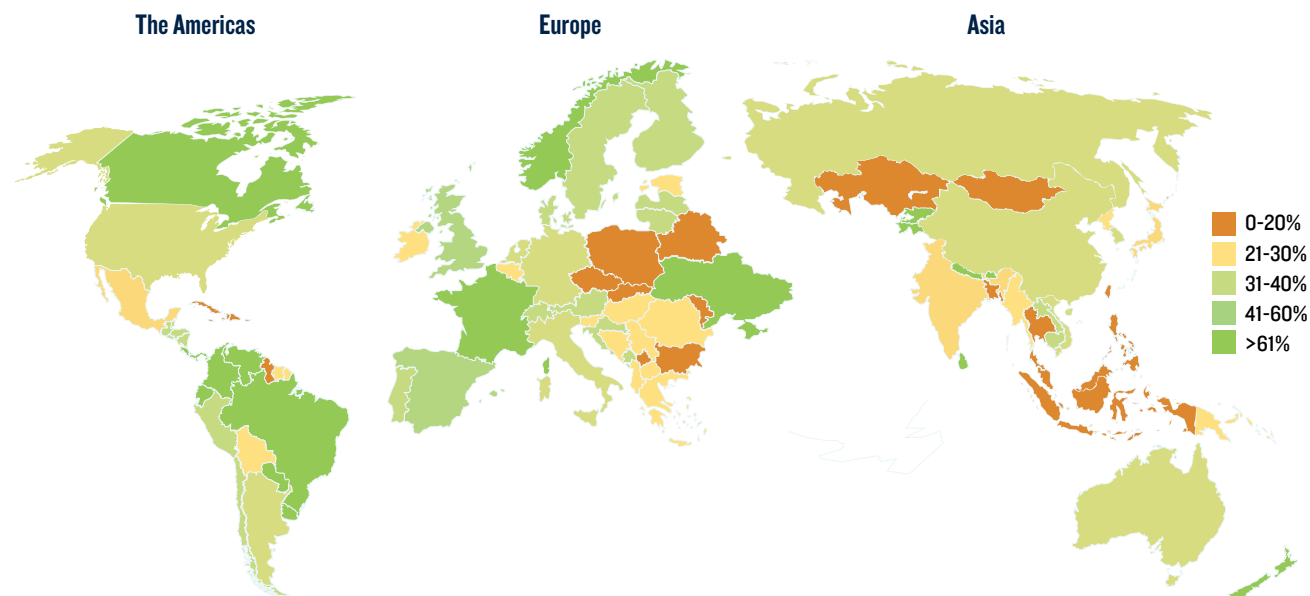 The Americas
Europe
Asia
0-20%
21-30%
31-40%
41-60%
>61%